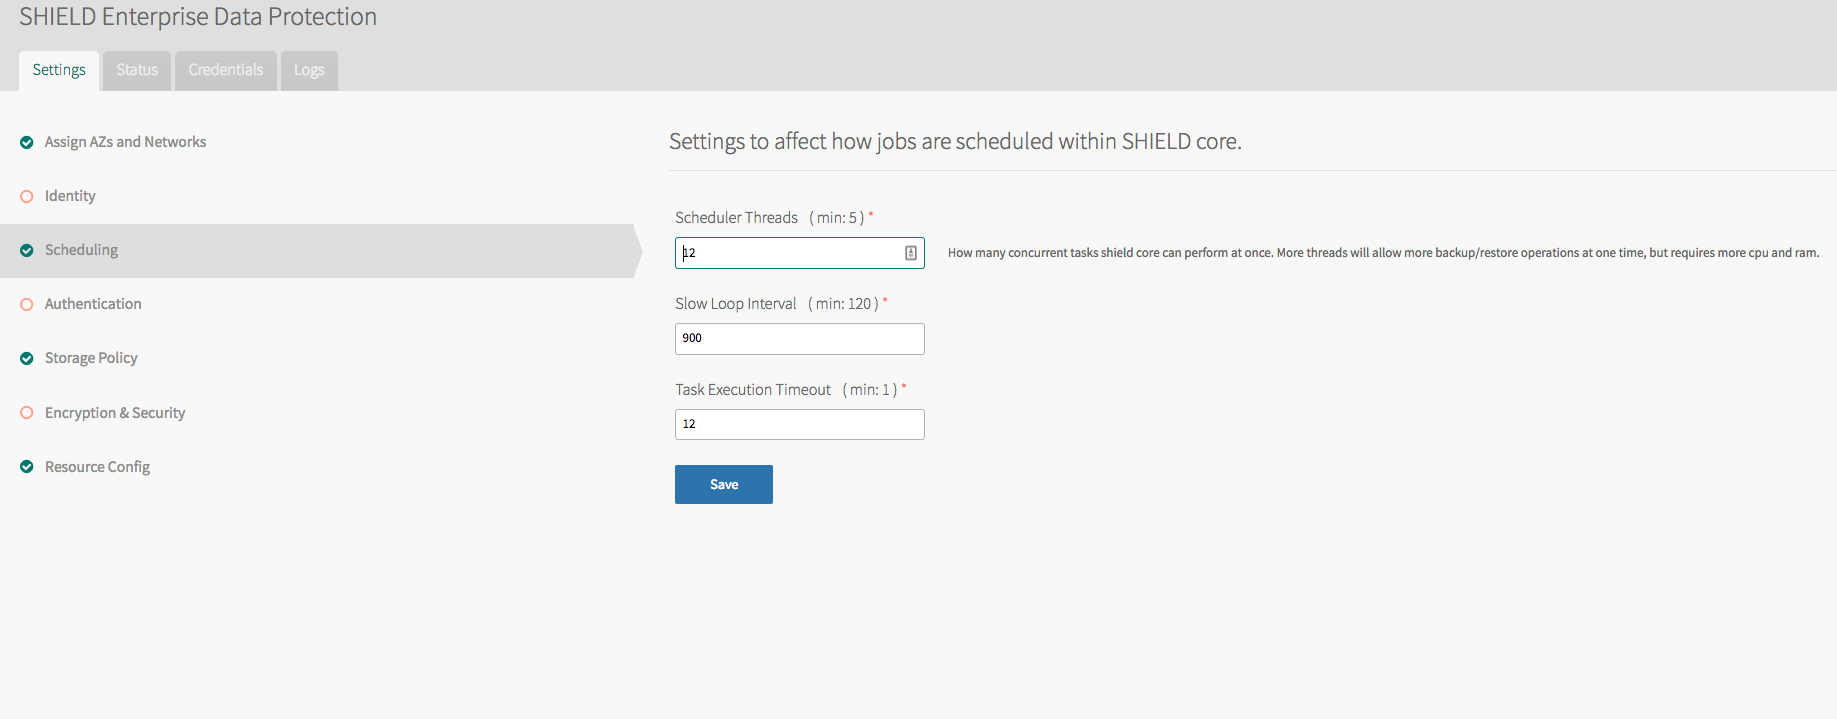 SHIELD Enterprise Data Protection
Settings Status Credentials Logs
Assign AZs and Networks
Identity
Scheduling
Authentication
Storage Policy
Encryption & Security
Resource Config
Settings to affect how jobs are scheduled within SHIELD core.
Scheduler Threads ( min: 5 ) *
12
How many concurrent tasks shield core can perform at once. More threads will allow more backup/restore operations at one time, but requires more cpu and ram.
Slow Loop Interval ( min: 120 ) *
900
Task Execution Timeout ( min: 1 ) *
12
Save